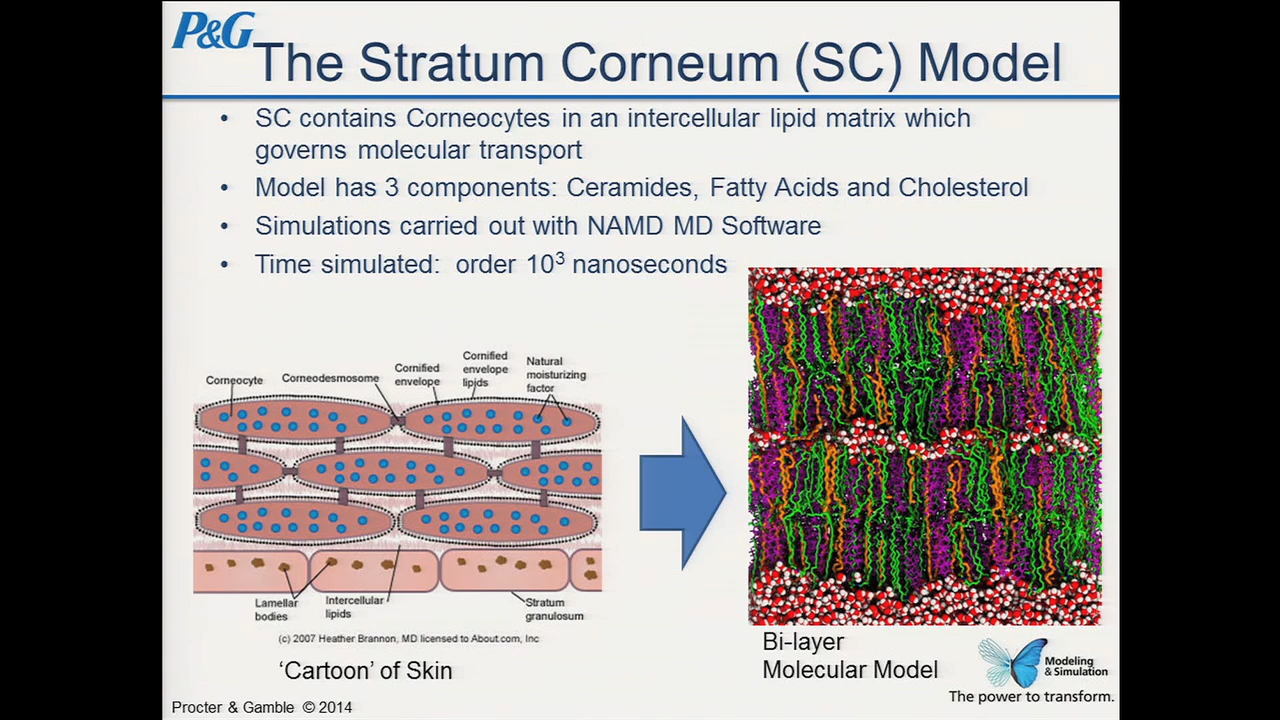 P&G
The Stratum Corneum (SC) Model
• SC contains Corneocytes in an intercellular lipid matrix which
governs molecular transport
• Model has 3 components: Ceramides, Fatty Acids and Cholesterol
• Simulations carried out with NAMD MD Software
• Time simulated: order 10³ nanoseconds
Corneocyte
Corneodesmosome
Cornified
envelope
Cornified
envelope
lipids
Natural
moisturizing
factor
Lamellar
bodies
Intercellular
lipids
Stratum
granulosum
(c) 2007 Heather Brannon, MD licensed to About.com, Inc
'Cartoon' of Skin
Bi-layer
Molecular Model
Modeling
& Simulation
The power to transform.
Procter & Gamble © 2014